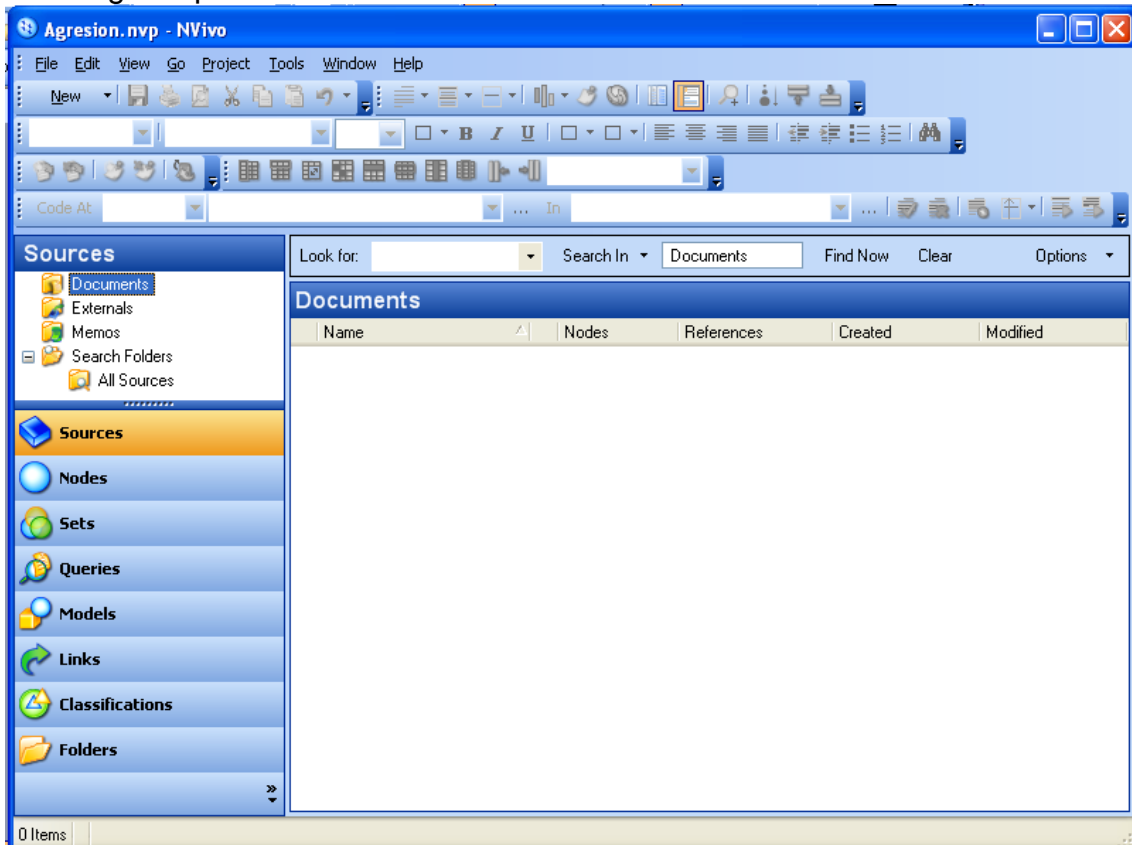 Agresion.nvp - NVivo
File Edit View Go Project Tools Window Help
New
B I U
Code At ... In ...
Sources
Documents
Externals
Memos
Search Folders
All Sources
Look for: Search In Documents Find Now Clear Options
Documents
Name Nodes References Created Modified
Sources
Nodes
Sets
Queries
Models
Links
Classifications
Folders
0 Items